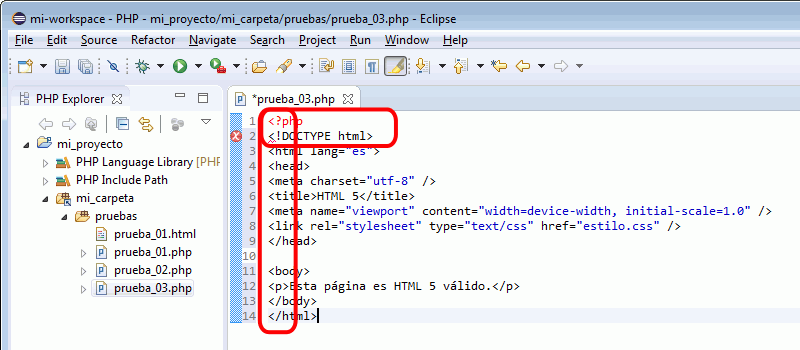 mi-workspace - PHP - mi_proyecto/mi_carpeta/pruebas/prueba_03.php - Eclipse
File Edit Source Refactor Navigate Search Project Run Window Help
PHP Explorer
mi_proyecto
PHP Language Library [PHP
PHP Include Path
mi_carpeta
pruebas
prueba_01.html
prueba_01.php
prueba_02.php
prueba_03.php
*prueba_03.php
1 <?php
2 <!DOCTYPE html>
3 <html lang="es">
4 <head>
5 <meta charset="utf-8" />
6 <title>HTML 5</title>
7 <meta name="viewport" content="width=device-width, initial-scale=1.0" />
8 <link rel="stylesheet" type="text/css" href="estilo.css" />
9 </head>
10
11 <body>
12 <p>Esta página es HTML 5 válido.</p>
13 </body>
14 </html>